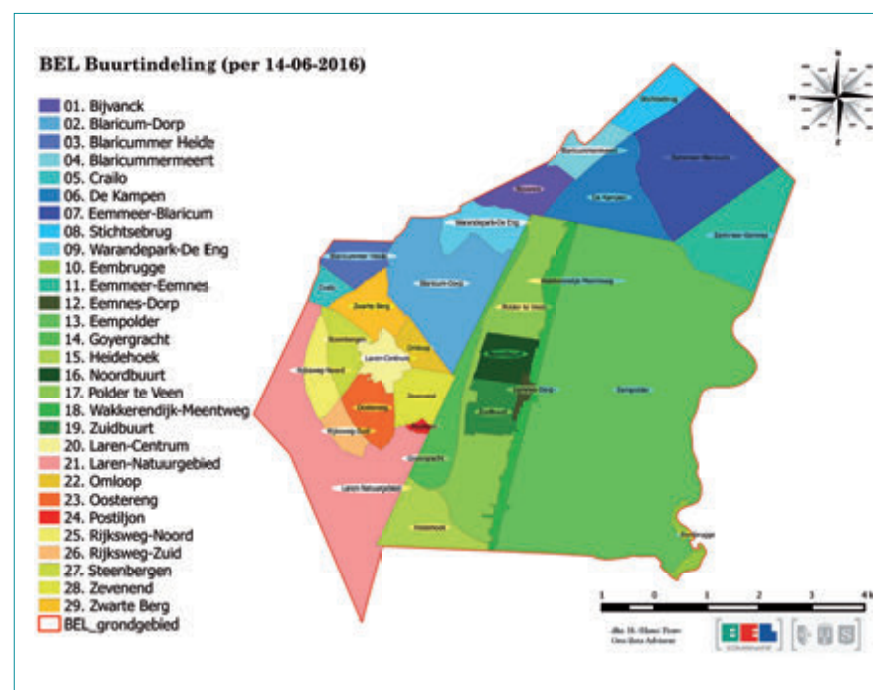 BEL Buurtindeling (per 14-06-2016)
01. Bijvanck
02. Blaricum-Dorp
03. Blaricummer Heide
04. Blaricummermeert
05. Crailo
06. De Kampen
07. Eemmeer-Blaricum
08. Stichtsebrug
09. Warandepark-De Eng
10. Eembrugge
11. Eemmeer-Eemnes
12. Eemnes-Dorp
13. Eempolder
14. Goyergracht
15. Heidehoek
16. Noordbuurt
17. Polder te Veen
18. Wakkerendijk-Meentweg
19. Zuidbuurt
20. Laren-Centrum
21. Laren-Natuurgebied
22. Omloop
23. Oostereng
24. Postiljon
25. Rijksweg-Noord
26. Rijksweg-Zuid
27. Steenbergen
28. Zevenend
29. Zwarte Berg
BEL_grondgebied
N
W
Stichtsebrug
Blaricummermeert
Eemmeer-Blaricum
Bijvanck
De Kampen
Warandepark-De Eng
Eemmeer-Eemnes
Blaricummer Heide
Crailo
Blaricum-Dorp
Wakkerendijk-Meentweg
Zwarte Berg
Polder te Veen
Steenbergen
Omloop
Laren-Centrum
Rijksweg-Noord
Zevenend
Eemnes-Dorp
Eempolder
Oostereng
Zuidbuurt
Rijksweg-Zuid
Goyergracht
Laren-Natuurgebied
Heidehoek
Eembrugge
1 0 1 2 3 4
BEL